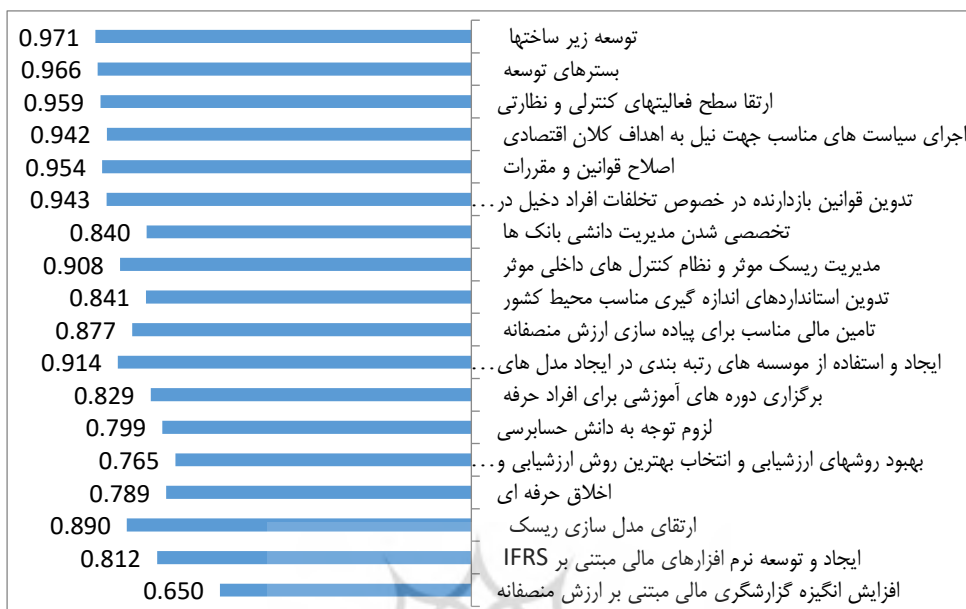 توسعه زیر ساختها 0.971
بسترهای توسعه 0.966
ارتقا سطح فعالیتهای کنترلی و نظارتی 0.959
اجرای سیاست های مناسب جهت نیل به اهداف کلان اقتصادی 0.942
اصلاح قوانین و مقررات 0.954
تدوین قوانین بازدارنده در خصوص تخلفات افراد دخیل در... 0.943
تخصصی شدن مدیریت دانشی بانک ها 0.840
مدیریت ریسک موثر و نظام کنترل های داخلی موثر 0.908
تدوین استانداردهای اندازه گیری مناسب محیط کشور 0.841
تامین مالی مناسب برای پیاده سازی ارزش منصفانه 0.877
ایجاد و استفاده از موسسه های رتبه بندی در ایجاد مدل های... 0.914
برگزاری دوره های آموزشی برای افراد حرفه 0.829
لزوم توجه به دانش حسابرسی 0.799
بهبود روشهای ارزشیابی و انتخاب بهترین روش ارزشیابی و... 0.765
اخلاق حرفه ای 0.789
ارتقای مدل سازی ریسک 0.890
ایجاد و توسعه نرم افزارهای مالی مبتنی بر IFRS 0.812
افزایش انگیزه گزارشگری مالی مبتنی بر ارزش منصفانه 0.650